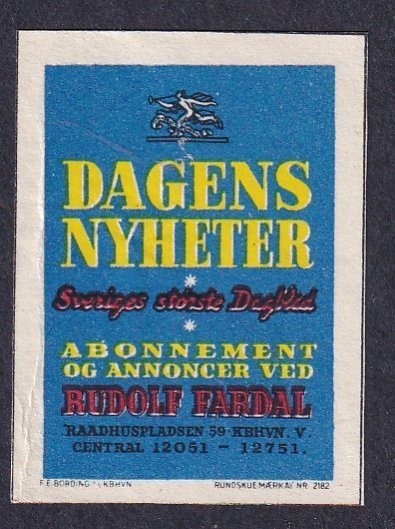 DAGENS
NYHETER
Sveriges største Dagblad
ABONNEMENT
OG ANNONCER VED
RUDOLF FARDAL
RAADHUSPLADSEN 59·KBHVN. V.
CENTRAL 12051 - 12751.
F. E. BORDING KBHVN RUNDSKUEMÆRKAT NR. 2182